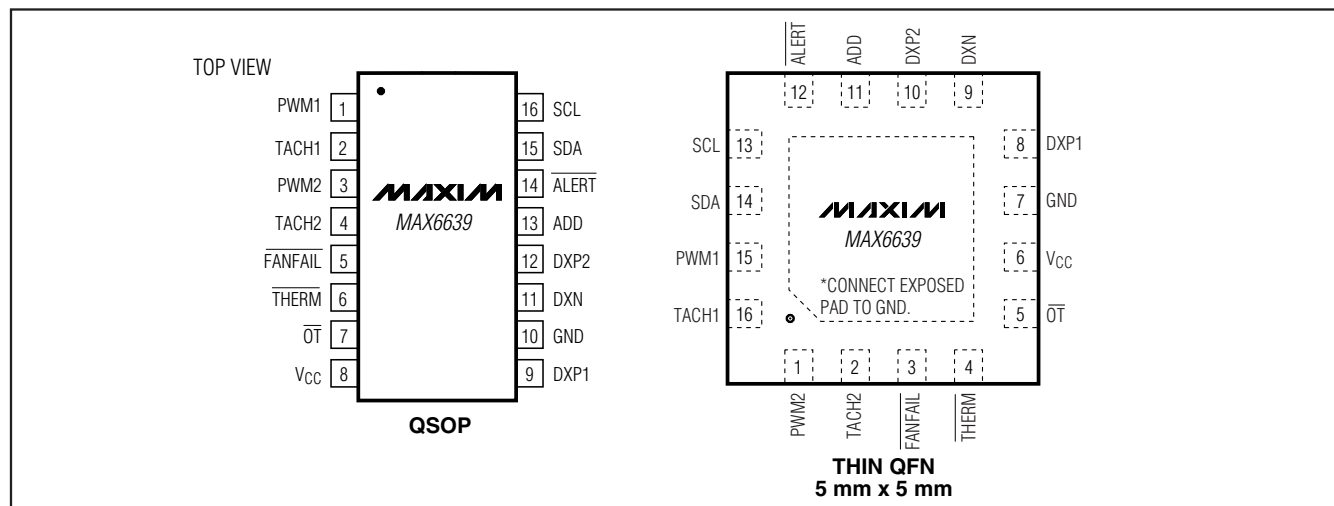 TOP VIEW
PWM1 1
TACH1 2
PWM2 3
TACH2 4
FANFAIL 5
THERM 6
OT 7
VCC 8
16 SCL
15 SDA
14 ALERT
13 ADD
12 DXP2
11 DXN
10 GND
9 DXP1
MAXIM
MAX6639
QSOP
ALERT ADD DXP2 DXN
12 11 10 9
SCL 13
SDA 14
PWM1 15
TACH1 16
8 DXP1
7 GND
6 VCC
5 OT
MAXIM
MAX6639
*CONNECT EXPOSED
PAD TO GND.
1 2 3 4
PWM2 TACH2 FANFAIL THERM
THIN QFN
5 mm x 5 mm